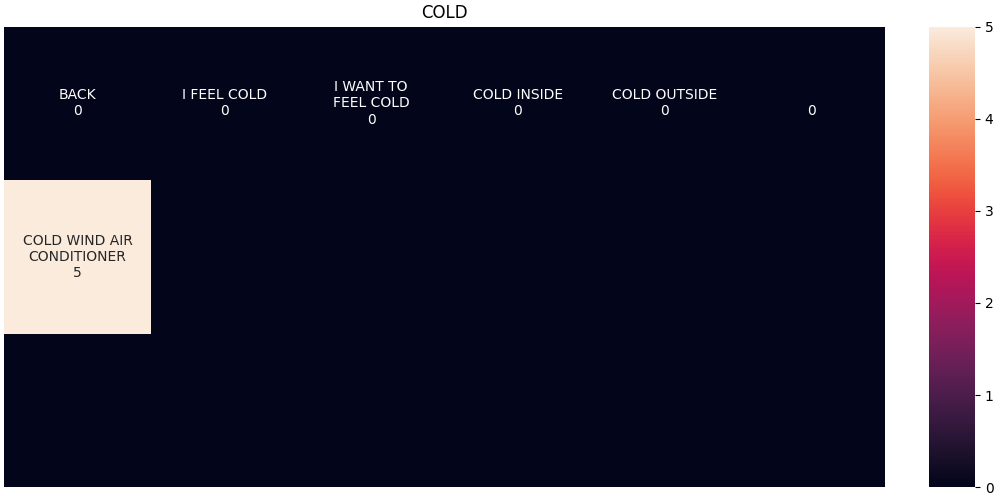 COLD
BACK
0
I FEEL COLD
0
I WANT TO
FEEL COLD
0
COLD INSIDE
0
COLD OUTSIDE
0
0
COLD WIND AIR
CONDITIONER
5
5
4
3
2
1
0